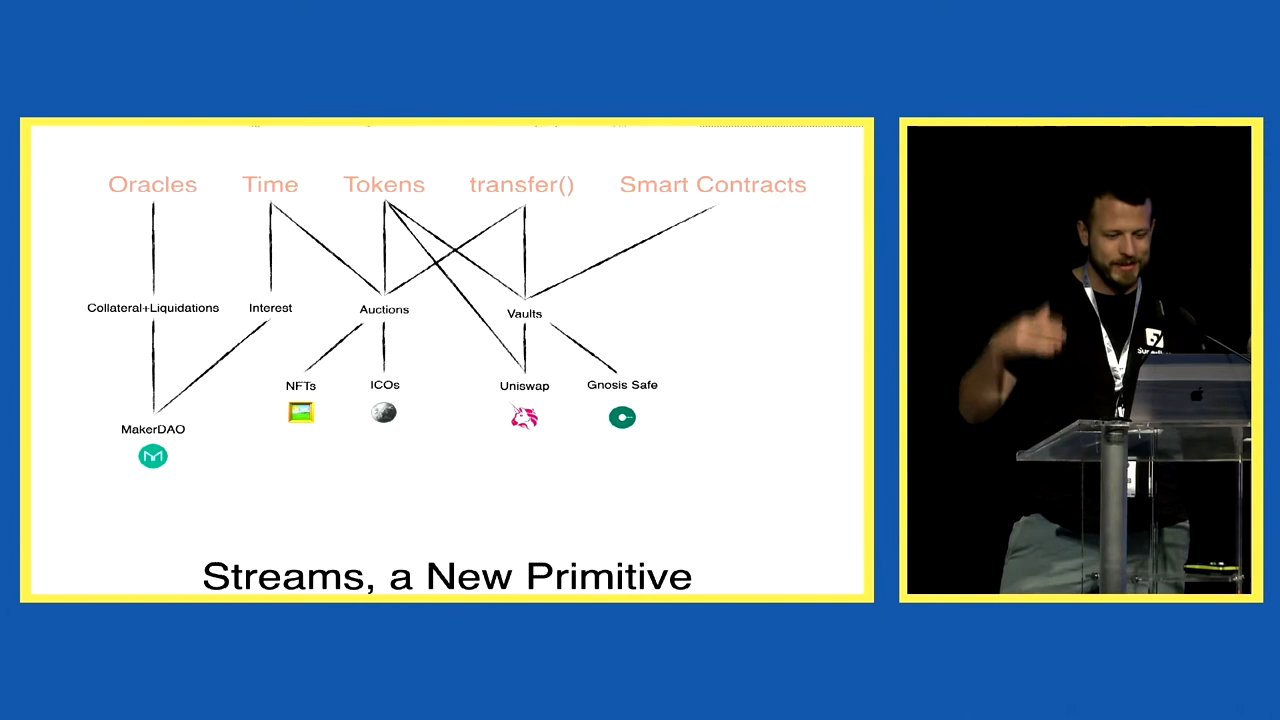 Oracles Time Tokens transfer() Smart Contracts
Collateral+Liquidations Interest Auctions Vaults
NFTs ICOs Uniswap Gnosis Safe
MakerDAO
Streams, a New Primitive